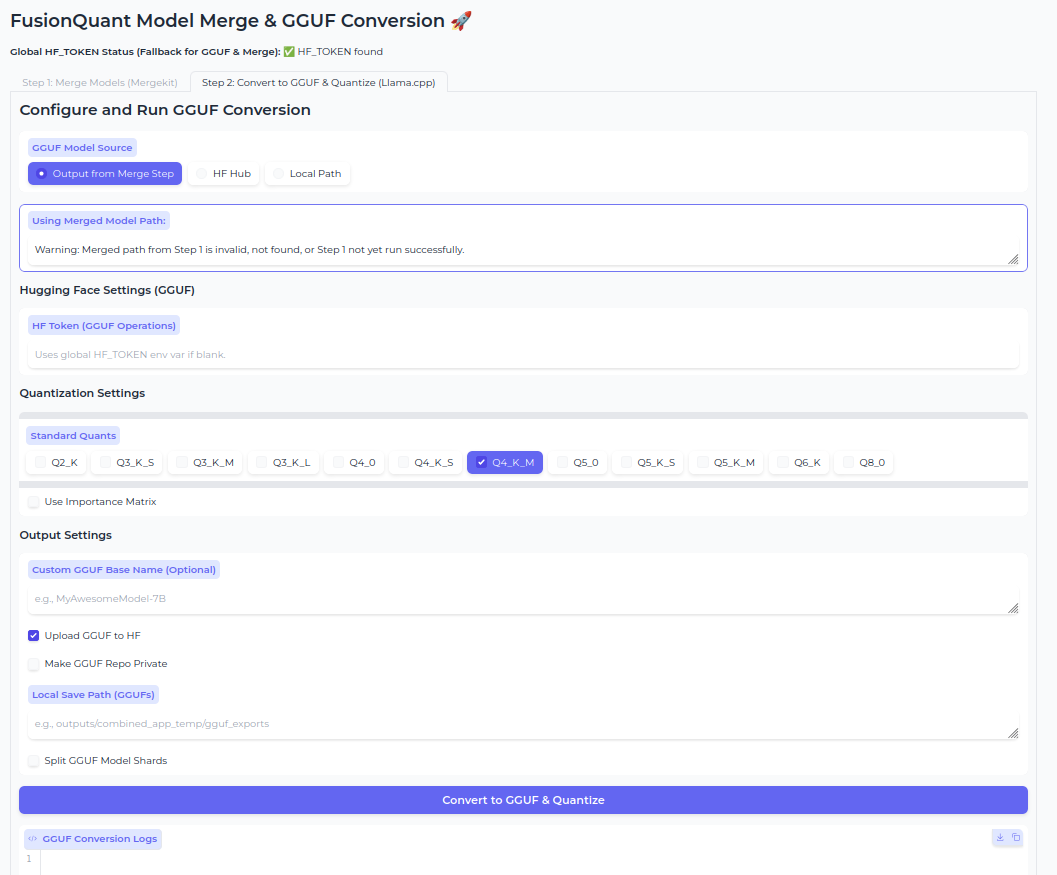 FusionQuant Model Merge & GGUF Conversion 🚀
Global HF_TOKEN Status (Fallback for GGUF & Merge): ✅ HF_TOKEN found
Step 1: Merge Models (Mergekit) Step 2: Convert to GGUF & Quantize (Llama.cpp)
Configure and Run GGUF Conversion
GGUF Model Source
Output from Merge Step HF Hub Local Path
Using Merged Model Path:
Warning: Merged path from Step 1 is invalid, not found, or Step 1 not yet run successfully.
Hugging Face Settings (GGUF)
HF Token (GGUF Operations)
Uses global HF_TOKEN env var if blank.
Quantization Settings
Standard Quants
Q2_K Q3_K_S Q3_K_M Q3_K_L Q4_0 Q4_K_S Q4_K_M Q5_0 Q5_K_S Q5_K_M Q6_K Q8_0
Use Importance Matrix
Output Settings
Custom GGUF Base Name (Optional)
e.g., MyAwesomeModel-7B
Upload GGUF to HF
Make GGUF Repo Private
Local Save Path (GGUFs)
e.g., outputs/combined_app_temp/gguf_exports
Split GGUF Model Shards
Convert to GGUF & Quantize
GGUF Conversion Logs
1